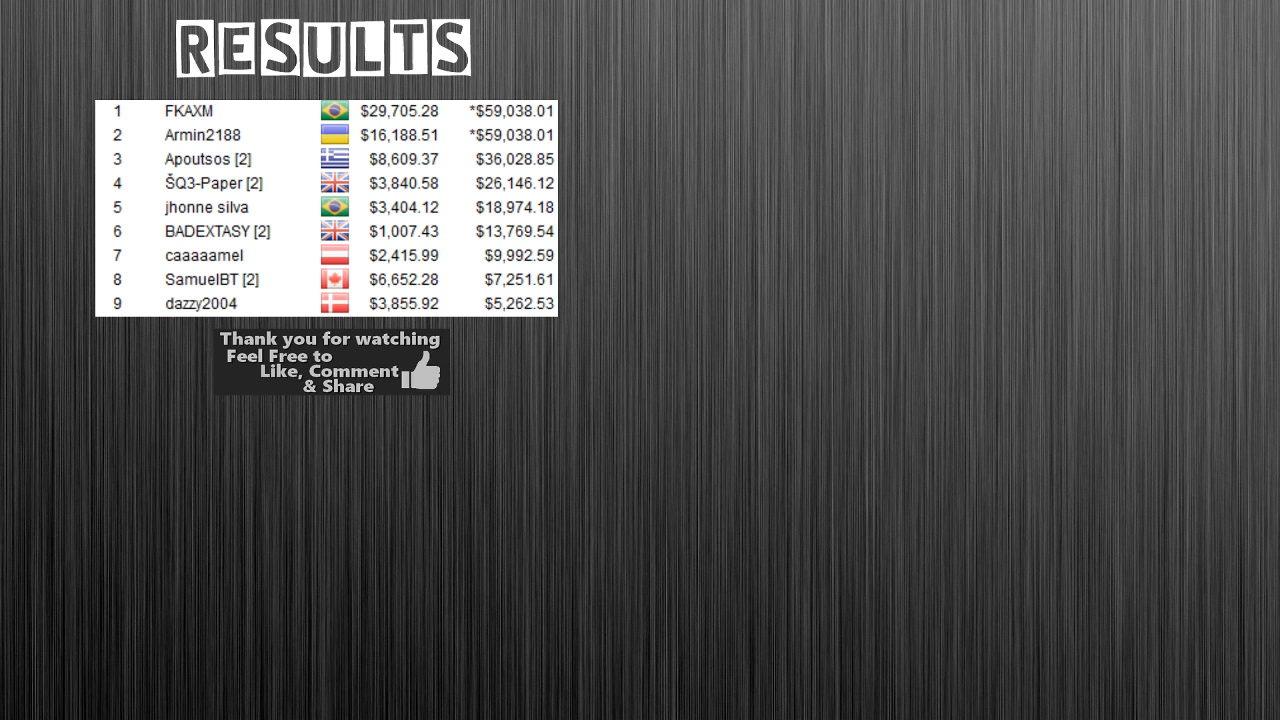 RESULTS
1 FKAXM $29,705.28 *$59,038.01
2 Armin2188 $16,188.51 *$59,038.01
3 Apoutsos [2] $8,609.37 $36,028.85
4 ŠQ3-Paper [2] $3,840.58 $26,146.12
5 jhonne silva $3,404.12 $18,974.18
6 BADEXTASY [2] $1,007.43 $13,769.54
7 caaaaamel $2,415.99 $9,992.59
8 SamuelBT [2] $6,652.28 $7,251.61
9 dazzy2004 $3,855.92 $5,262.53
Thank you for watching
Feel Free to
Like, Comment
& Share